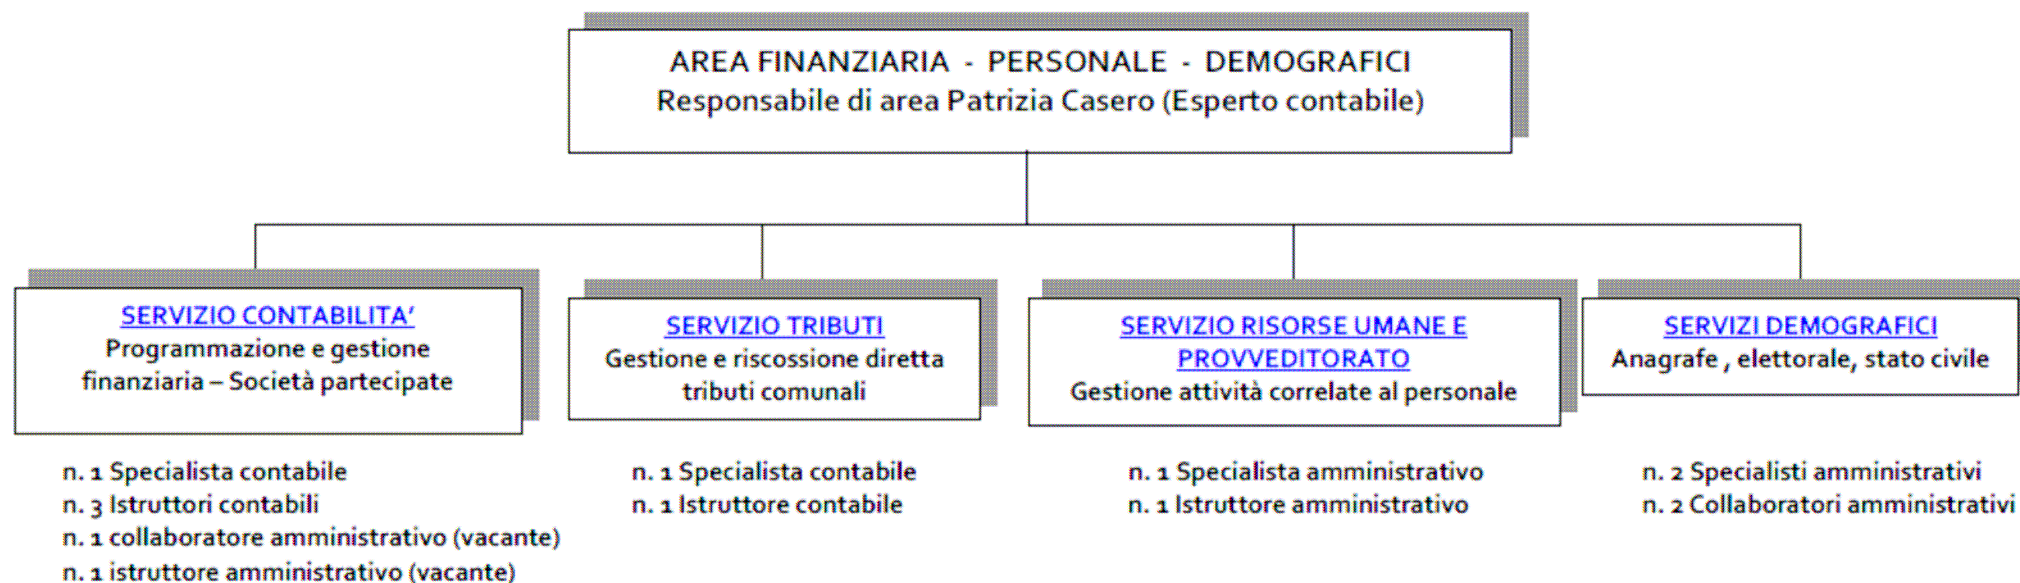 AREA FINANZIARIA - PERSONALE - DEMOGRAFICI
Responsabile di area Patrizia Casero (Esperto contabile)
SERVIZIO CONTABILITA'
Programmazione e gestione
finanziaria – Società partecipate
n. 1 Specialista contabile
n. 3 Istruttori contabili
n. 1 collaboratore amministrativo (vacante)
n. 1 istruttore amministrativo (vacante)
SERVIZIO TRIBUTI
Gestione e riscossione diretta
tributi comunali
n. 1 Specialista contabile
n. 1 Istruttore contabile
SERVIZIO RISORSE UMANE E
PROVVEDITORATO
Gestione attività correlate al personale
n. 1 Specialista amministrativo
n. 1 Istruttore amministrativo
SERVIZI DEMOGRAFICI
Anagrafe , elettorale, stato civile
n. 2 Specialisti amministrativi
n. 2 Collaboratori amministrativi